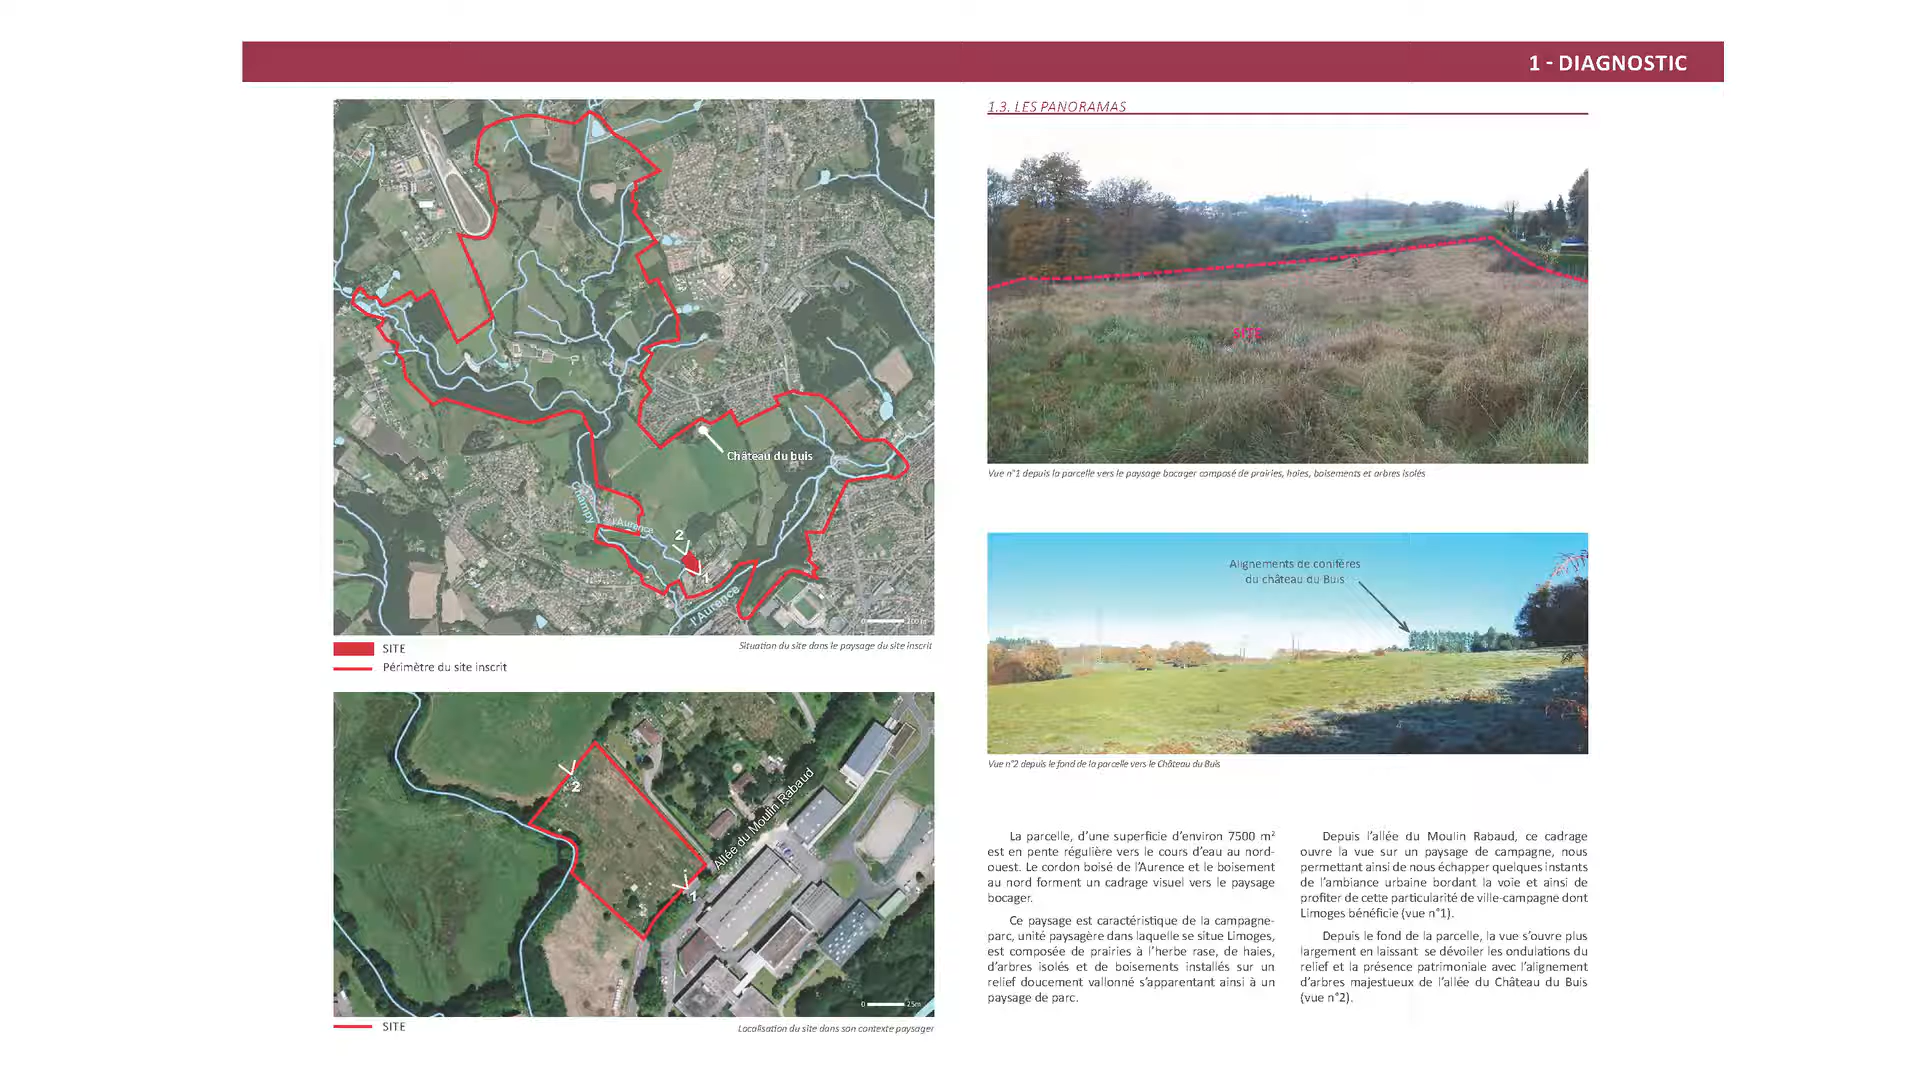 1 - DIAGNOSTIC
Château du buis
Champy
l'Aurence
2
1
l'Aurence
0
200 m
SITE
Situation du site dans le paysage du site inscrit
Périmètre du site inscrit
2
Allée du Moulin Rabaud
1
0
25m
SITE
Localisation du site dans son contexte paysager
1.3. LES PANORAMAS
SITE
Vue n°1 depuis la parcelle vers le paysage bocager composé de prairies, haies, boisements et arbres isolés
Alignements de conifères
du château du Buis
Vue n°2 depuis le fond de la parcelle vers le Château du Buis
La parcelle, d'une superficie d'environ 7500 m²
est en pente régulière vers le cours d'eau au nord-
ouest. Le cordon boisé de l'Aurence et le boisement
au nord forment un cadrage visuel vers le paysage
bocager.
Ce paysage est caractéristique de la campagne-
parc, unité paysagère dans laquelle se situe Limoges,
est composée de prairies à l'herbe rase, de haies,
d'arbres isolés et de boisements installés sur un
relief doucement vallonné s'apparentant ainsi à un
paysage de parc.
Depuis l'allée du Moulin Rabaud, ce cadrage
ouvre la vue sur un paysage de campagne, nous
permettant ainsi de nous échapper quelques instants
de l'ambiance urbaine bordant la voie et ainsi de
profiter de cette particularité de ville-campagne dont
Limoges bénéficie (vue n°1).
Depuis le fond de la parcelle, la vue s'ouvre plus
largement en laissant se dévoiler les ondulations du
relief et la présence patrimoniale avec l'alignement
d'arbres majestueux de l'allée du Château du Buis
(vue n°2).